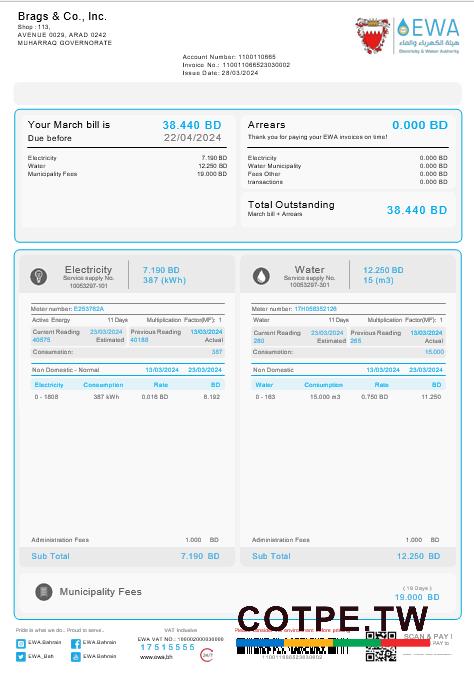 Brags & Co., Inc.
Shop :113,
AVENUE 0029, ARAD 0242
MUHARRAQ GOVERNORATE
EWA
هيئة الكهرباء والماء
Electricity & Water Authority
Account Number: 1100110665
Invoice No.: 110011066523030002
Issue Date: 28/03/2024
Your March bill is 38.440 BD
Due before 22/04/2024
Electricity 7.190 BD
Water 12.250 BD
Municipality Fees 19.000 BD
Arrears 0.000 BD
Thank you for paying your EWA invoices on time!
Electricity 0.000 BD
Water Municipality 0.000 BD
Fees Other 0.000 BD
transactions 0.000 BD
Total Outstanding
March bill + Arrears 38.440 BD
Electricity 7.190 BD
Service supply No. 387 (kWh)
10053297-101
Meter number: E253762A
Active Energy 11 Days Multiplication Factor(MF): 1
Current Reading 23/03/2024 Previous Reading 13/03/2024
40575 Estimated 40188 Actual
Consumption: 387
Non Domestic - Normal 13/03/2024 23/03/2024
Electricity Consumption Rate BD
0 - 1808 387 kWh 0.016 BD 6.192
Administration Fees 1.000 BD
Sub Total 7.190 BD
Water 12.250 BD
Service supply No. 15 (m3)
10053297-301
Meter number: 17H058352126
Water 11 Days Multiplication Factor(MF): 1
Current Reading 23/03/2024 Previous Reading 13/03/2024
280 Estimated 265 Actual
Consumption: 15.000
Non Domestic 13/03/2024 23/03/2024
Water Consumption Rate BD
0 - 163 15.000 m3 0.750 BD 11.250
Administration Fees 1.000 BD
Sub Total 12.250 BD
Municipality Fees
19.000 BD
COTPE.TW
Pride in what we do.. Proud to serve..
EWA.Bahrain EWA.Bahrain
EWA_Bah EWA.Bahrain
VAT Inclusive
17515555
www.ewa.bh
24/7
SCAN & PAY !
PAY to